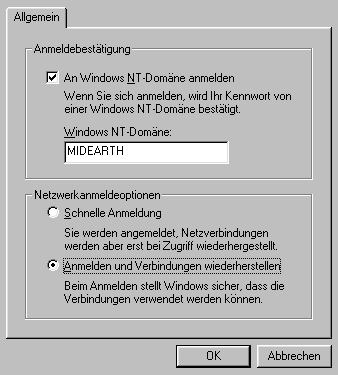 Allgemein
Anmeldebestätigung
An Windows NT-Domäne anmelden
Wenn Sie sich anmelden, wird Ihr Kennwort von
einer Windows NT-Domäne bestätigt.
Windows NT-Domäne:
MIDEARTH
Netzwerkanmeldeoptionen
Schnelle Anmeldung
Sie werden angemeldet, Netzverbindungen
werden aber erst bei Zugriff wiederhergestellt.
Anmelden und Verbindungen wiederherstellen
Beim Anmelden stellt Windows sicher, dass die
Verbindungen verwendet werden können.
OK Abbrechen